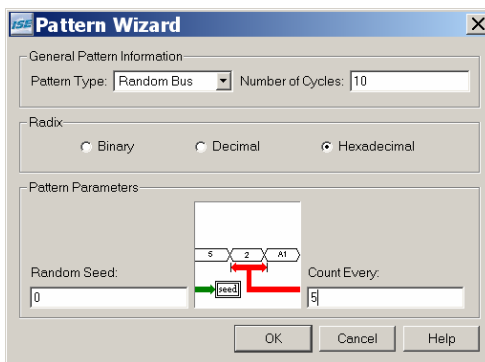 ISE Pattern Wizard
General Pattern Information
Pattern Type: Random Bus Number of Cycles: 10
Radix
Binary Decimal Hexadecimal
Pattern Parameters
5 2 A1
seed
Random Seed: Count Every:
0 5
OK Cancel Help